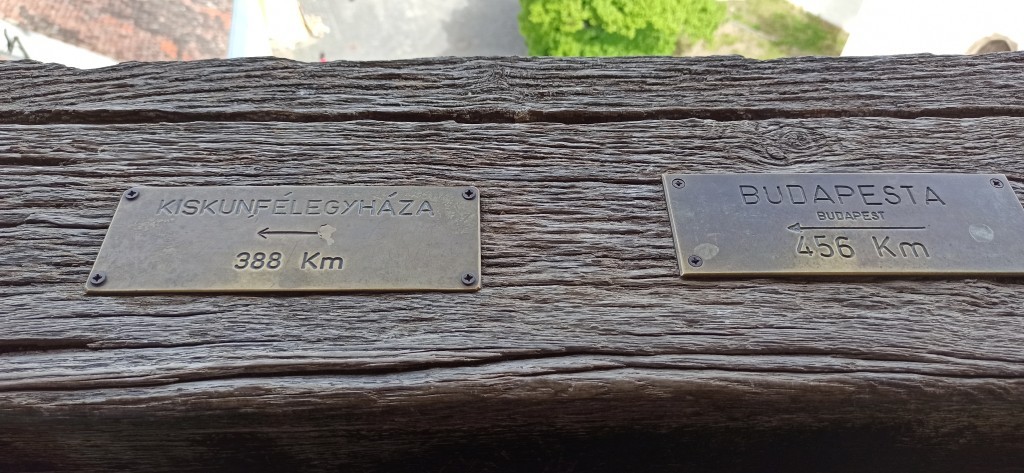 KISKUNFÉLEGYHÁZA
388 Km
BUDAPESTA
BUDAPEST
456 Km